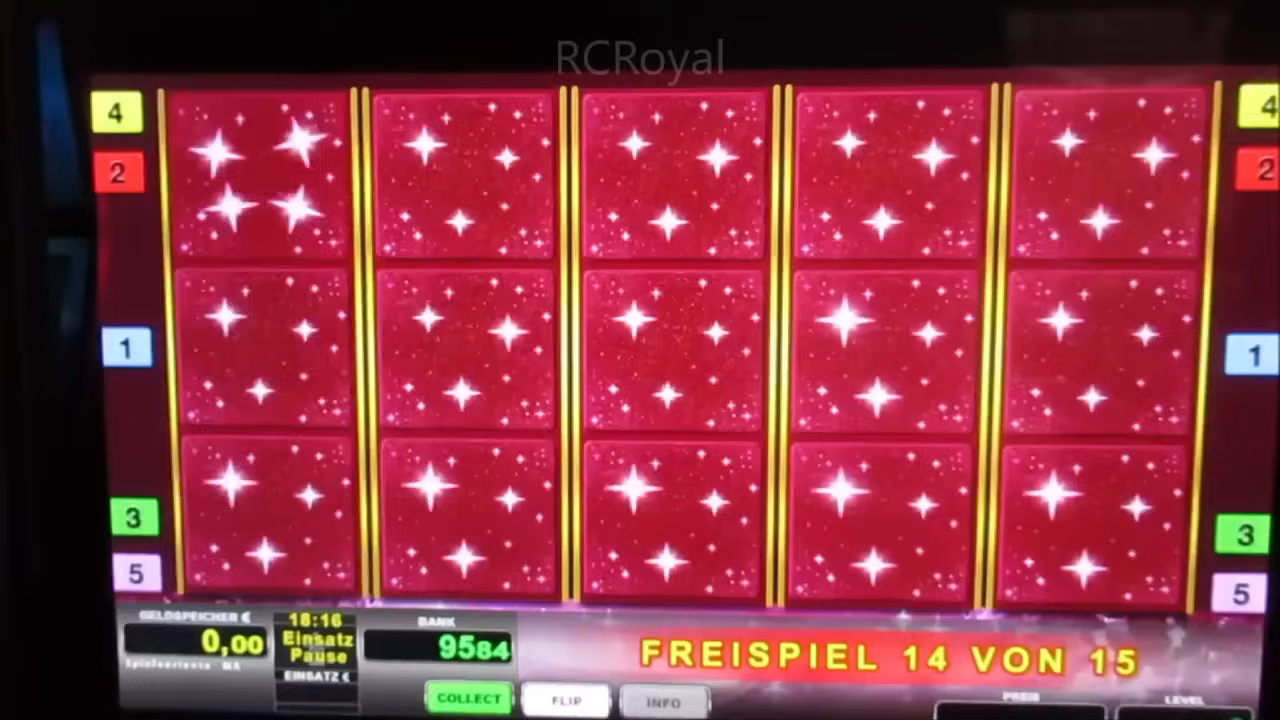 RCRoyal
4
4
2
2
1
1
3
3
5
5
GELDSPEICHER €
18:16
BANK
0,00
Einsatz
Pause
9584
FREISPIEL 14 VON 15
EINSATZ €
COLLECT
FLIP
INFO
PREIS
LEVEL